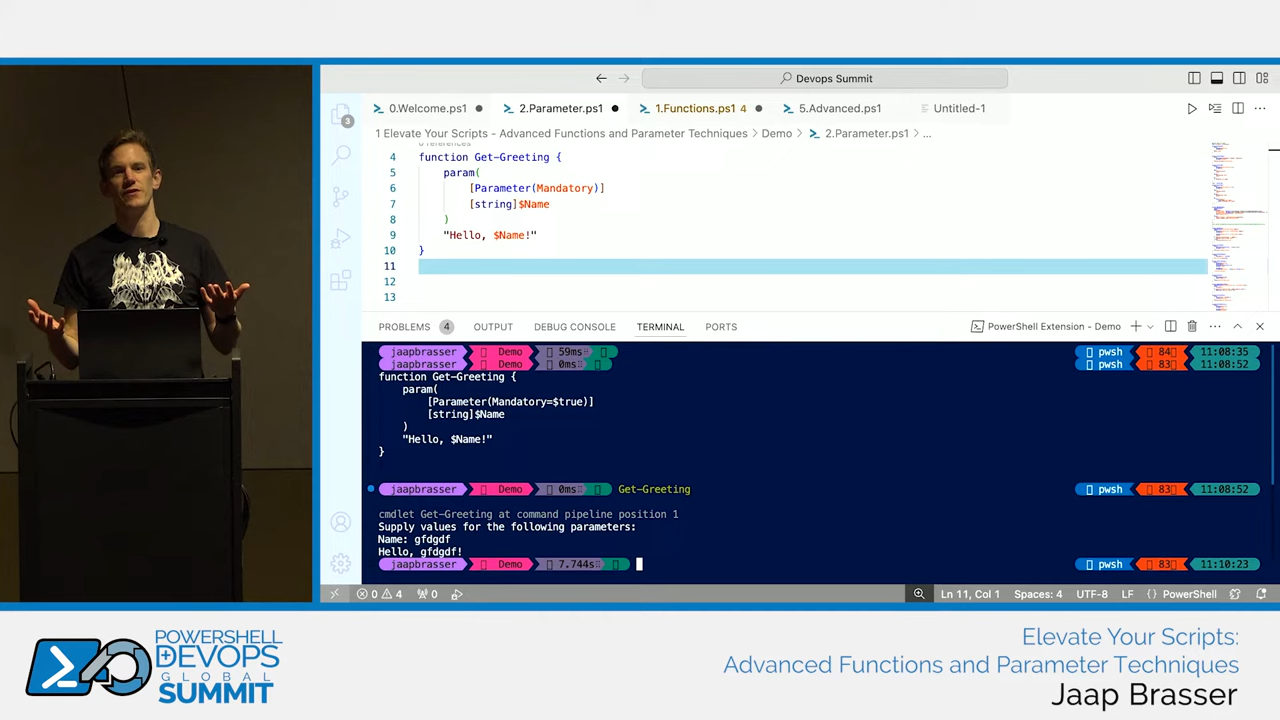 Devops Summit
0.Welcome.ps1
2.Parameter.ps1
1.Functions.ps1 4
5.Advanced.ps1
Untitled-1
3
1 Elevate Your Scripts - Advanced Functions and Parameter Techniques > Demo > 2.Parameter.ps1 > ...
0 references
4 function Get-Greeting {
5 param(
6 [Parameter(Mandatory)]
7 [string]$Name
8 )
9 "Hello, $Name!"
10
11
12
13
PROBLEMS 4 OUTPUT DEBUG CONSOLE TERMINAL PORTS PowerShell Extension - Demo
jaapbrasser Demo 59ms pwsh 84 11:08:35
jaapbrasser Demo 0ms pwsh 83 11:08:52
function Get-Greeting {
param(
[Parameter(Mandatory=$true)]
[string]$Name
)
"Hello, $Name!"
}
jaapbrasser Demo 0ms Get-Greeting pwsh 83 11:08:52
cmdlet Get-Greeting at command pipeline position 1
Supply values for the following parameters:
Name: gfdgdf
Hello, gfdgdf!
jaapbrasser Demo 7.744s pwsh 83 11:10:23
0 4 0 Ln 11, Col 1 Spaces: 4 UTF-8 LF { } PowerShell
POWERSHELL
DEVOPS
GLOBAL
SUMMIT
Elevate Your Scripts:
Advanced Functions and Parameter Techniques
Jaap Brasser